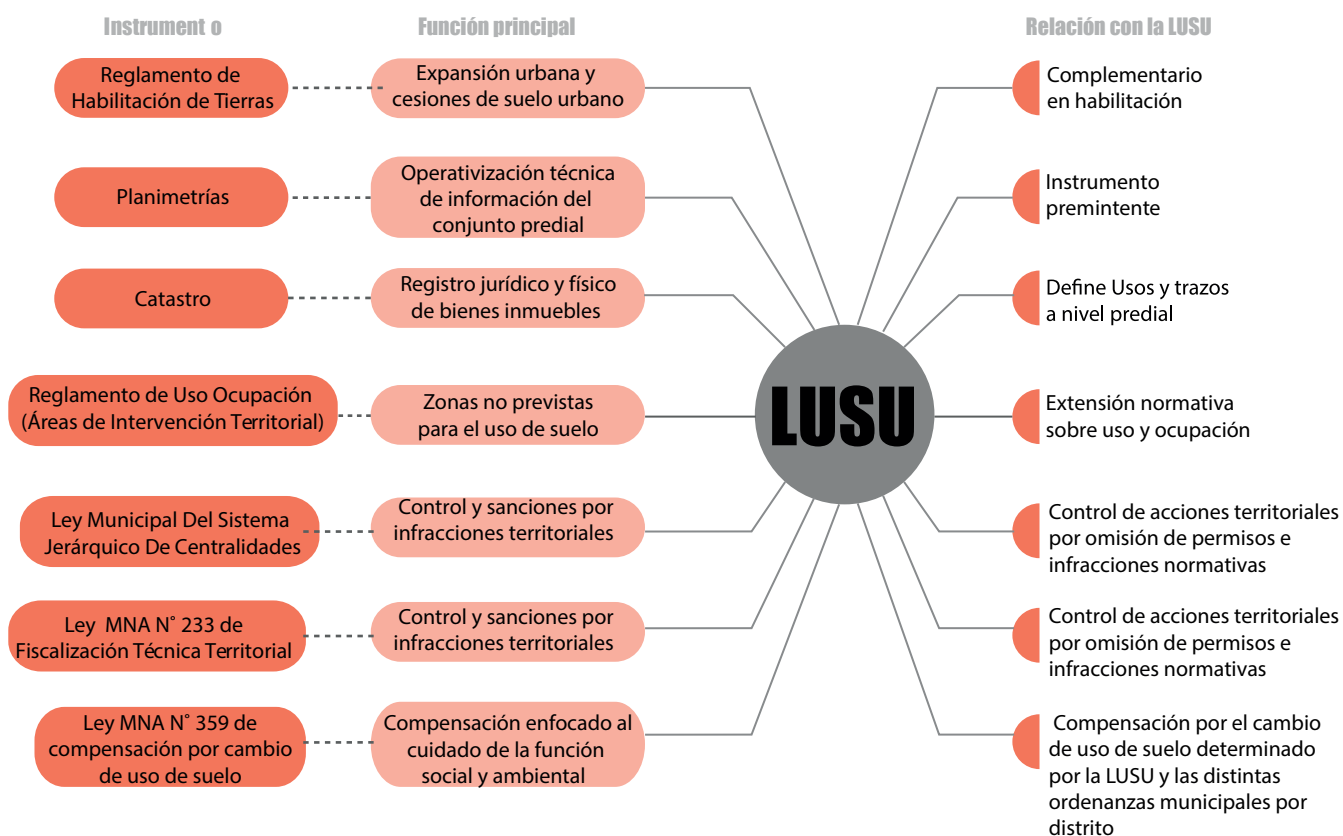 Instrument o
Función principal
Relación con la LUSU
Reglamento de
Habilitación de Tierras
Expansión urbana y
cesiones de suelo urbano
Complementario
en habilitación
Planimetrías
Operativización técnica
de información del
conjunto predial
Instrumento
premintente
Catastro
Registro jurídico y físico
de bienes inmuebles
Define Usos y trazos
a nivel predial
Reglamento de Uso Ocupación
(Áreas de Intervención Territorial)
Zonas no previstas
para el uso de suelo
LUSU
Extensión normativa
sobre uso y ocupación
Ley Municipal Del Sistema
Jerárquico De Centralidades
Control y sanciones por
infracciones territoriales
Control de acciones territoriales
por omisión de permisos e
infracciones normativas
Ley MNA N° 233 de
Fiscalización Técnica Territorial
Control y sanciones por
infracciones territoriales
Control de acciones territoriales
por omisión de permisos e
infracciones normativas
Ley MNA N° 359 de
compensación por cambio
de uso de suelo
Compensación enfocado al
cuidado de la función
social y ambiental
Compensación por el cambio
de uso de suelo determinado
por la LUSU y las distintas
ordenanzas municipales por
distrito